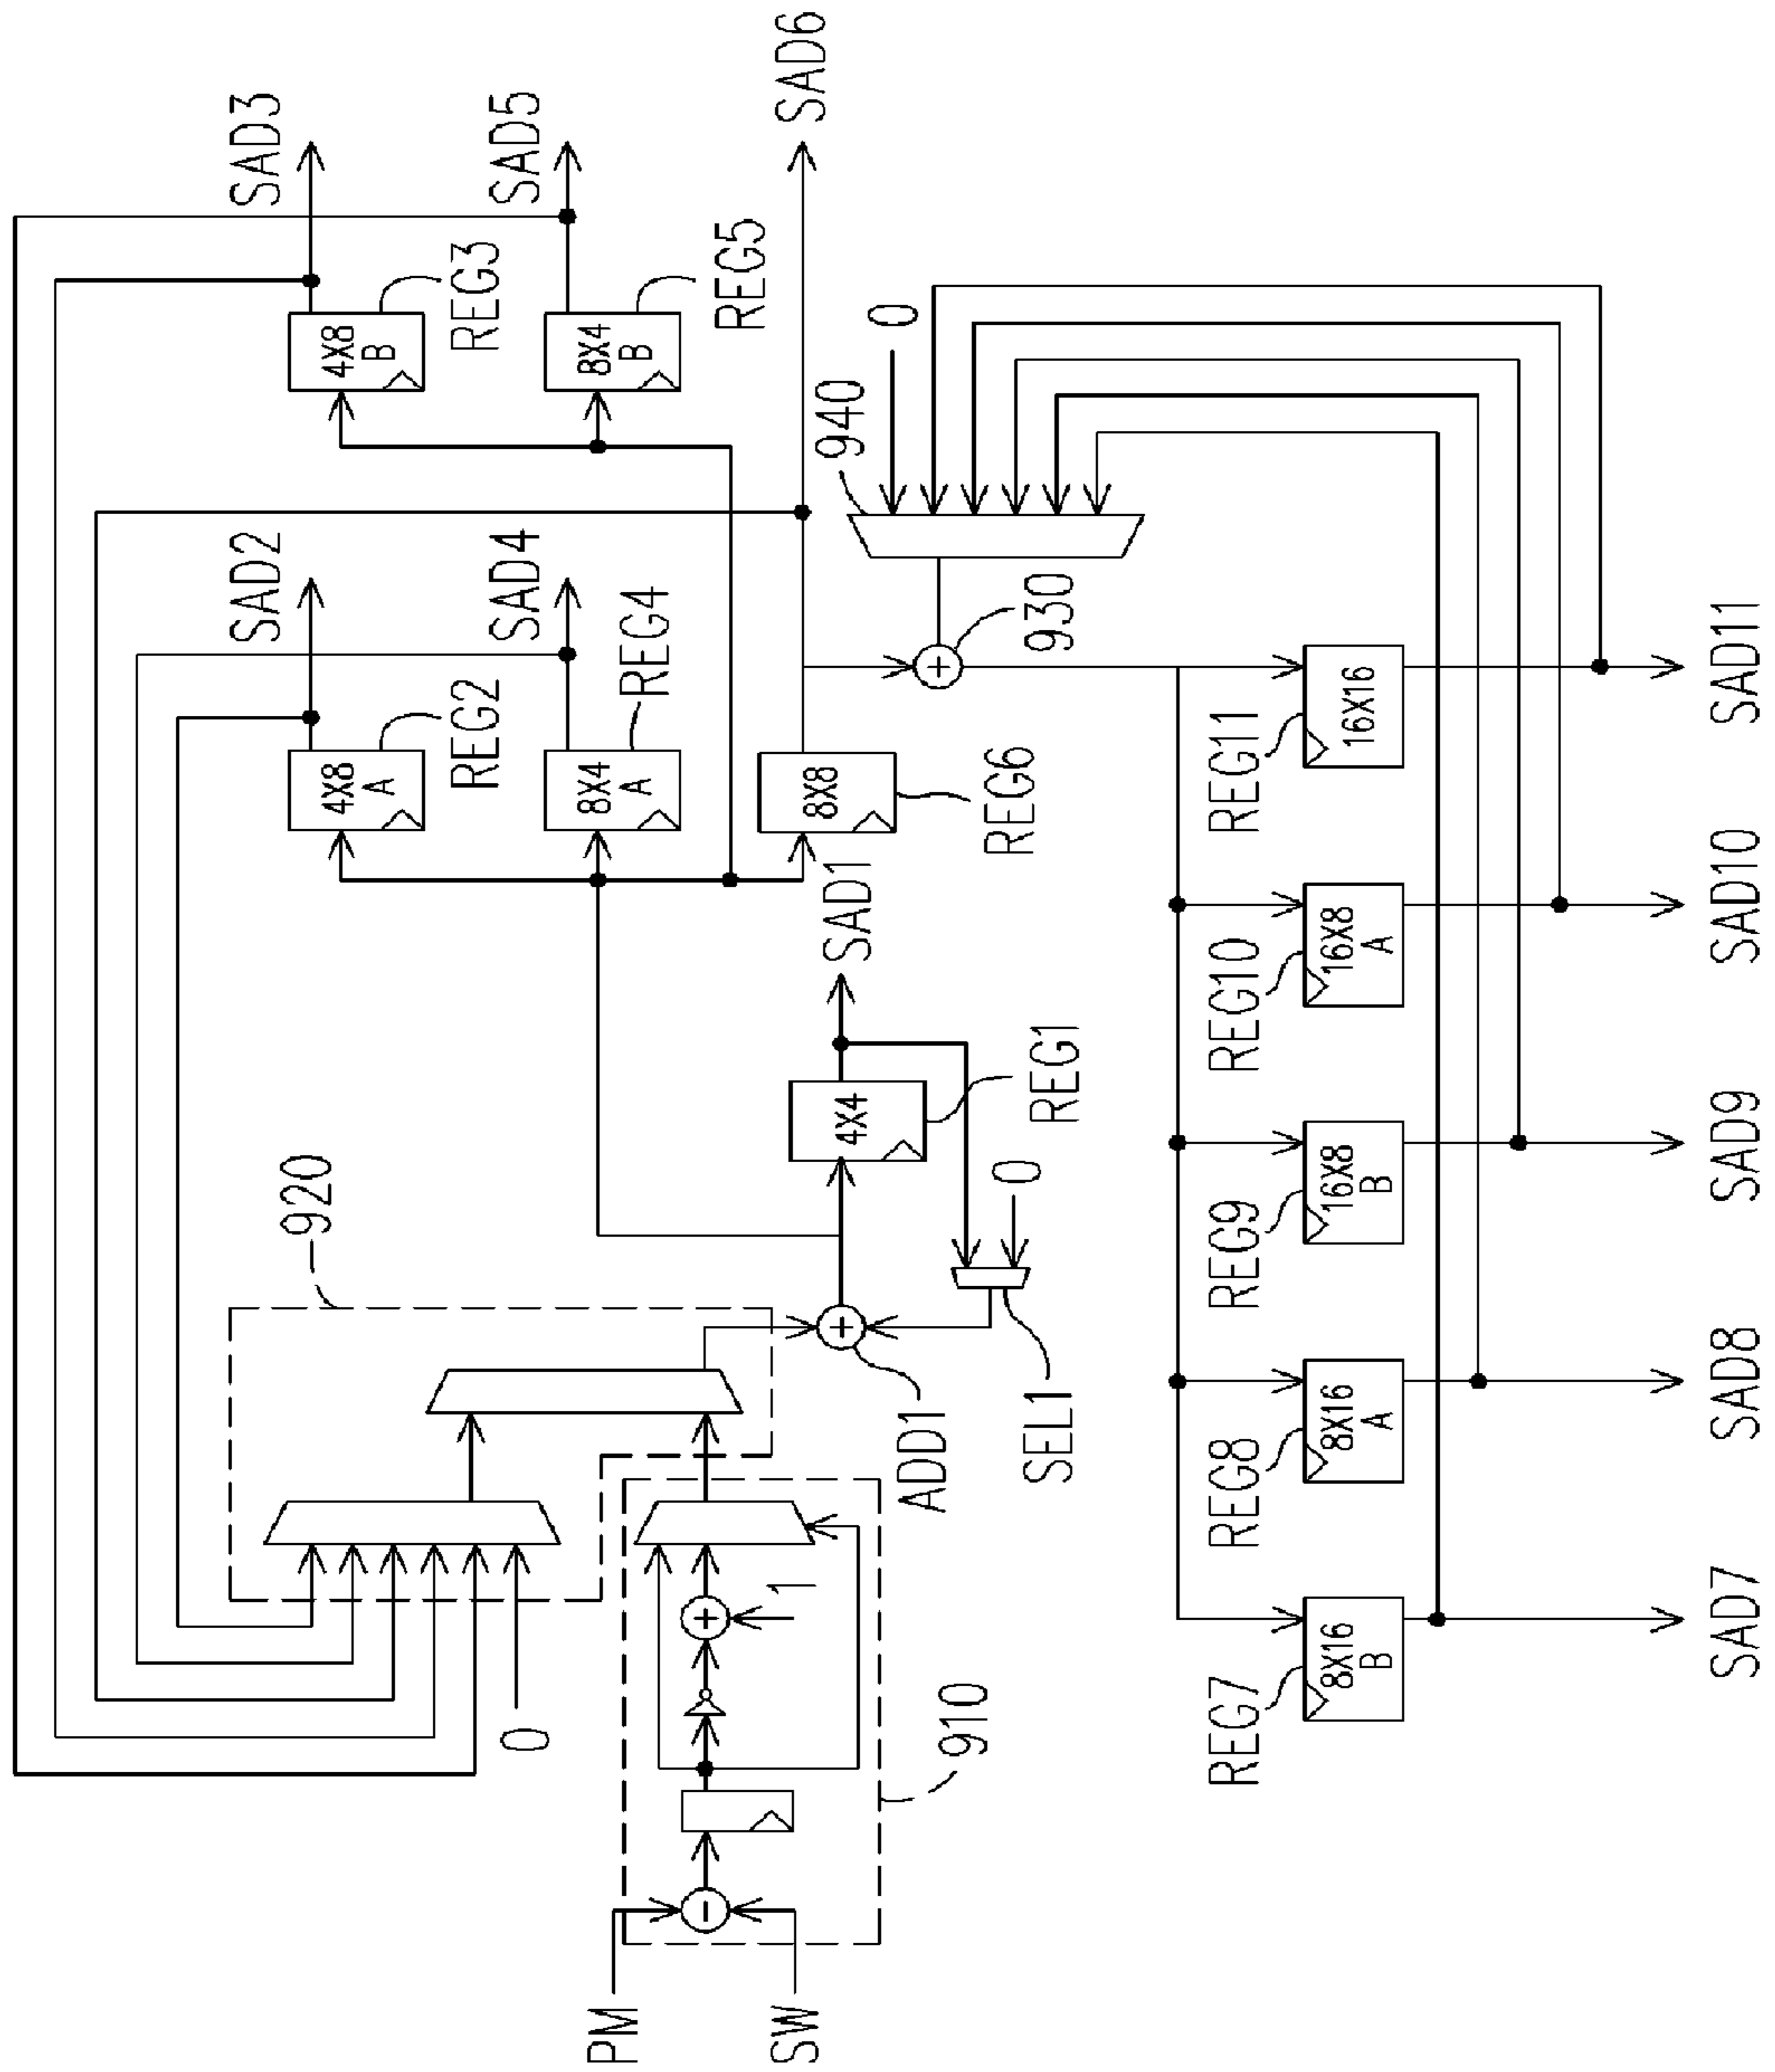 PM
SW
910
1
0
920
ADD1
SEL1
0
4X4
REG1
SAD1
4X8
A
REG2
SAD2
8X4
A
REG4
SAD4
8X8
REG6
4X8
B
REG3
SAD3
8X4
B
REG5
SAD5
SAD6
930
940
0
REG7
8X16
B
SAD7
REG8
8X16
A
SAD8
REG9
16X8
B
SAD9
REG10
16X8
A
SAD10
REG11
16X16
SAD11